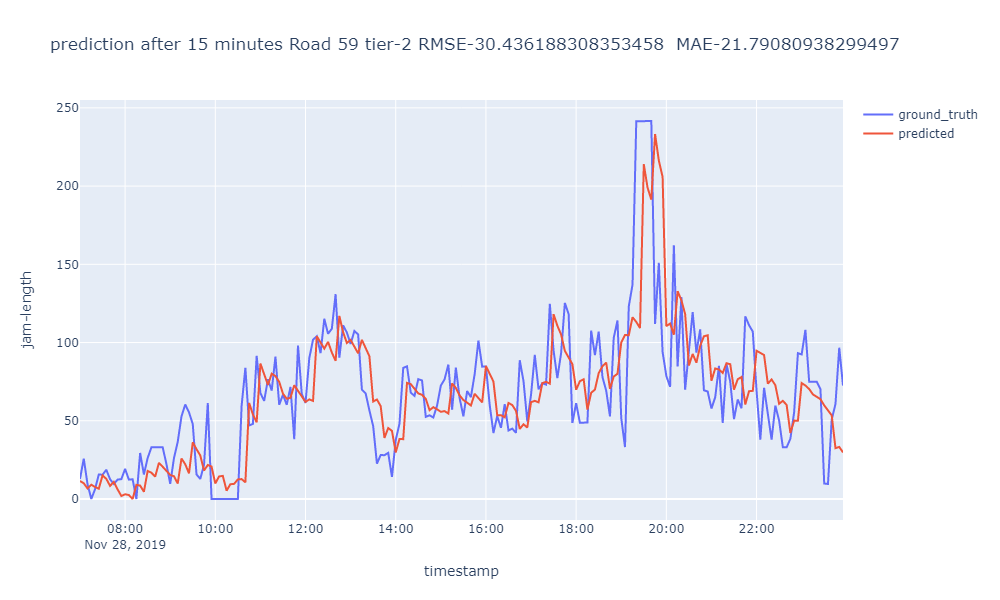 prediction after 15 minutes Road 59 tier-2 RMSE-30.436188308353458  MAE-21.79080938299497
ground_truth
predicted
250
200
150
100
50
0
jam-length
08:00 10:00 12:00 14:00 16:00 18:00 20:00 22:00
Nov 28, 2019
timestamp